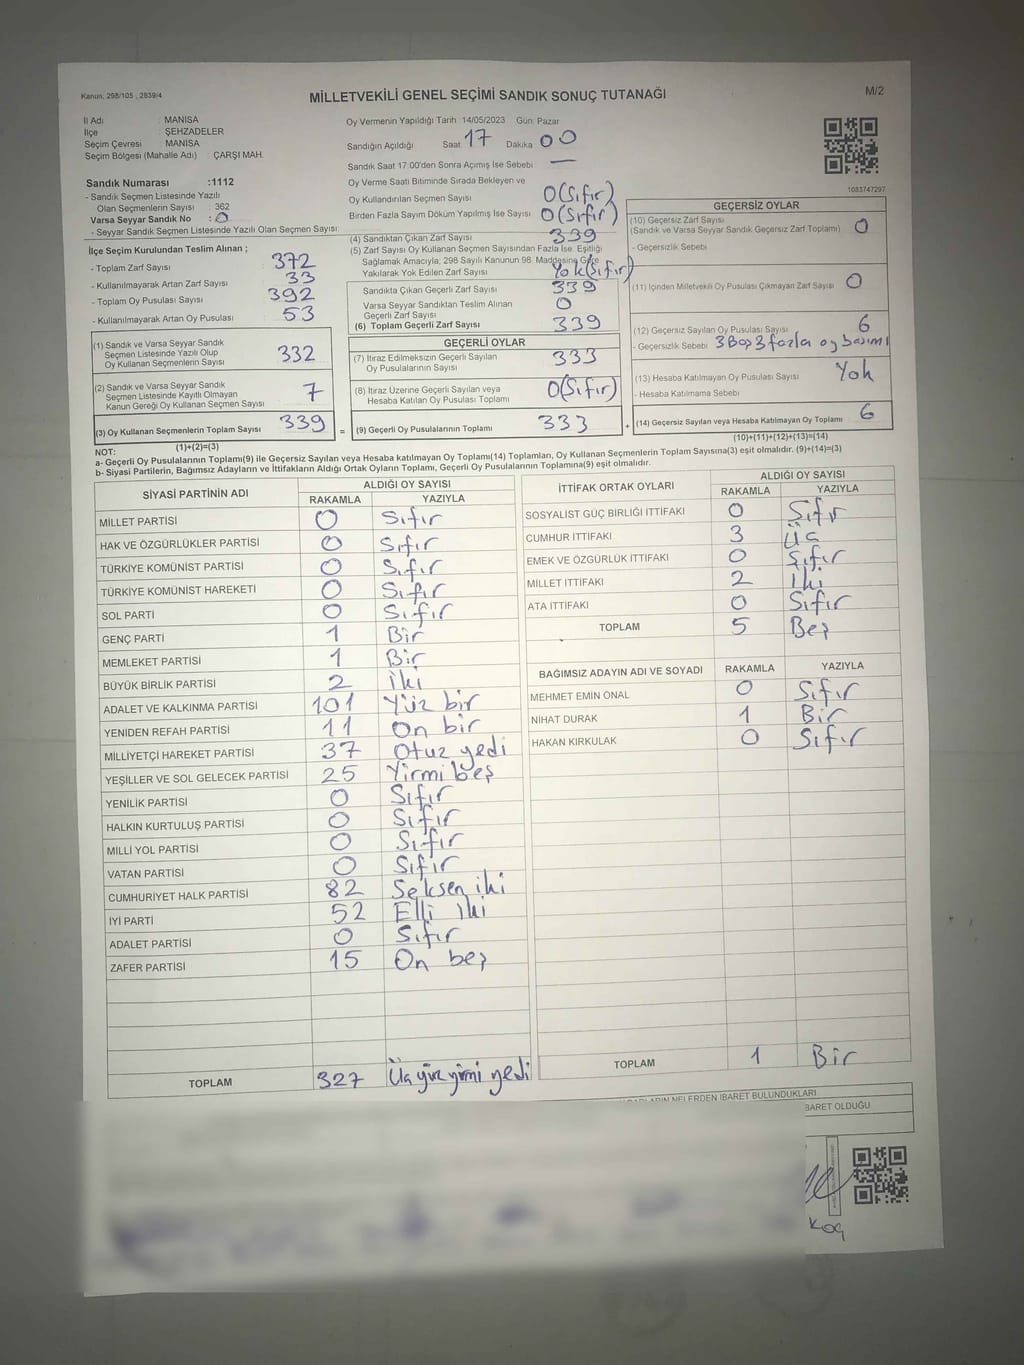 Kanun, 298/105 , 2839/4
MİLLETVEKİLİ GENEL SEÇİMİ SANDIK SONUÇ TUTANAĞI
M/2
İl Adı : MANİSA
İlçe : ŞEHZADELER
Seçim Çevresi : MANİSA
Seçim Bölgesi (Mahalle Adı) : ÇARŞI MAH.
Oy Vermenin Yapıldığı Tarih : 14/05/2023 Gün: Pazar
Sandığın Açıldığı Saat: 17 Dakika: 00
Sandık Saat 17:00'den Sonra Açılmış İse Sebebi : —
Sandık Numarası :1112
- Sandık Seçmen Listesinde Yazılı
Olan Seçmenlerin Sayısı : 362
Varsa Seyyar Sandık No : 0
- Seyyar Sandık Seçmen Listesinde Yazılı Olan Seçmen Sayısı:
Oy Verme Saati Bitiminde Sırada Bekleyen ve
Oy Kullandırılan Seçmen Sayısı 0(Sıfır)
Birden Fazla Sayım Döküm Yapılmış İse Sayısı 0(Sıfır)
1083747297
İlçe Seçim Kurulundan Teslim Alınan ;
- Toplam Zarf Sayısı : 372
- Kullanılmayarak Artan Zarf Sayısı : 33
- Toplam Oy Pusulası Sayısı : 392
- Kullanılmayarak Artan Oy Pusulası : 53
(4) Sandıktan Çıkan Zarf Sayısı 339
(5) Zarf Sayısı Oy Kullanan Seçmen Sayısından Fazla İse, Eşitliği
Sağlamak Amacıyla; 298 Sayılı Kanunun 98. Maddesine Göre
Yakılarak Yok Edilen Zarf Sayısı Yok(Sıfır)
Sandıkta Çıkan Geçerli Zarf Sayısı: 339
Varsa Seyyar Sandıktan Teslim Alınan
Geçerli Zarf Sayısı: 0
(6) Toplam Geçerli Zarf Sayısı 339
GEÇERSİZ OYLAR
(10) Geçersiz Zarf Sayısı
(Sandık ve Varsa Seyyar Sandık Geçersiz Zarf Toplamı) 0
- Geçersizlik Sebebi :
(11) İçinden Milletvekili Oy Pusulası Çıkmayan Zarf Sayısı : 0
(12) Geçersiz Sayılan Oy Pusulası Sayısı : 6
- Geçersizlik Sebebi: 3 Boş 3 fazla oy basımı
(13) Hesaba Katılmayan Oy Pusulası Sayısı : Yok
- Hesaba Katılmama Sebebi :
(14) Geçersiz Sayılan veya Hesaba Katılmayan Oy Toplamı : 6
(10)+(11)+(12)+(13)=(14)
(1) Sandık ve Varsa Seyyar Sandık
Seçmen Listesinde Yazılı Olup
Oy Kullanan Seçmenlerin Sayısı : 332
(2) Sandık ve Varsa Seyyar Sandık
Seçmen Listesinde Kayıtlı Olmayan
Kanun Gereği Oy Kullanan Seçmen Sayısı : 7
(3) Oy Kullanan Seçmenlerin Toplam Sayısı : 339
(1)+(2)=(3)
GEÇERLİ OYLAR
(7) İtiraz Edilmeksizin Geçerli Sayılan
Oy Pusulalarının Sayısı : 333
(8) İtiraz Üzerine Geçerli Sayılan veya
Hesaba Katılan Oy Pusulası Toplamı : 0(Sıfır)
= (9) Geçerli Oy Pusulalarının Toplamı : 333 +
NOT:
a- Geçerli Oy Pusulalarının Toplamı(9) ile Geçersiz Sayılan veya Hesaba katılmayan Oy Toplamı(14) Toplamları, Oy Kullanan Seçmenlerin Toplam Sayısına(3) eşit olmalıdır. (9)+(14)=(3)
b- Siyasi Partilerin, Bağımsız Adayların ve İttifakların Aldığı Ortak Oyların Toplamı, Geçerli Oy Pusulalarının Toplamına(9) eşit olmalıdır.
SİYASİ PARTİNİN ADI ALDIĞI OY SAYISI
RAKAMLA YAZIYLA
MİLLET PARTİSİ 0 Sıfır
HAK VE ÖZGÜRLÜKLER PARTİSİ 0 Sıfır
TÜRKİYE KOMÜNİST PARTİSİ 0 Sıfır
TÜRKİYE KOMÜNİST HAREKETİ 0 Sıfır
SOL PARTİ 0 Sıfır
GENÇ PARTİ 1 Bir
MEMLEKET PARTİSİ 1 Bir
BÜYÜK BİRLİK PARTİSİ 2 İki
ADALET VE KALKINMA PARTİSİ 101 Yüz bir
YENİDEN REFAH PARTİSİ 11 On bir
MİLLİYETÇİ HAREKET PARTİSİ 37 Otuz yedi
YEŞİLLER VE SOL GELECEK PARTİSİ 25 Yirmi beş
YENİLİK PARTİSİ 0 Sıfır
HALKIN KURTULUŞ PARTİSİ 0 Sıfır
MİLLİ YOL PARTİSİ 0 Sıfır
VATAN PARTİSİ 0 Sıfır
CUMHURİYET HALK PARTİSİ 82 Seksen iki
İYİ PARTİ 52 Elli iki
ADALET PARTİSİ 0 Sıfır
ZAFER PARTİSİ 15 On beş
TOPLAM 327 Üç yüz yimi yedi
İTTİFAK ORTAK OYLARI ALDIĞI OY SAYISI
RAKAMLA YAZIYLA
SOSYALİST GÜÇ BİRLİĞİ İTTİFAKI 0 Sıfır
CUMHUR İTTİFAKI 3 Üç
EMEK VE ÖZGÜRLÜK İTTİFAKI 0 Sıfır
MİLLET İTTİFAKI 2 İki
ATA İTTİFAKI 0 Sıfır
TOPLAM 5 Beş
BAĞIMSIZ ADAYIN ADI VE SOYADI RAKAMLA YAZIYLA
MEHMET EMİN ÖNAL 0 Sıfır
NİHAT DURAK 1 Bir
HAKAN KIRKULAK 0 Sıfır
TOPLAM 1 Bir
NELERDEN İBARET BULUNDUKLARI
BARET OLDUĞU
Koç